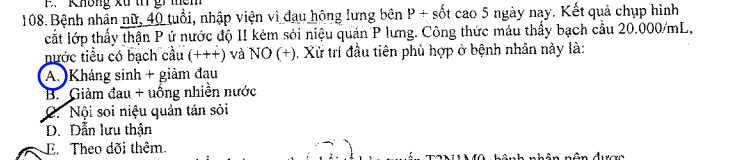 E. Không xử trí gì thêm
108. Bệnh nhân nữ, 40 tuổi, nhập viện vì đau hông lưng bên P + sốt cao 5 ngày nay. Kết quả chụp hình
cắt lớp thấy thận P ứ nước độ II kèm sỏi niệu quản P lưng. Công thức máu thấy bạch cầu 20.000/mL,
nước tiểu có bạch cầu (+++) và NO (+). Xử trí đầu tiên phù hợp ở bệnh nhân này là:
A. Kháng sinh + giảm đau
B. Giảm đau + uống nhiền nước
C. Nội soi niệu quản tán sỏi
D. Dẫn lưu thận
E. Theo dõi thêm.
T2N1M0, bệnh nhân nên được